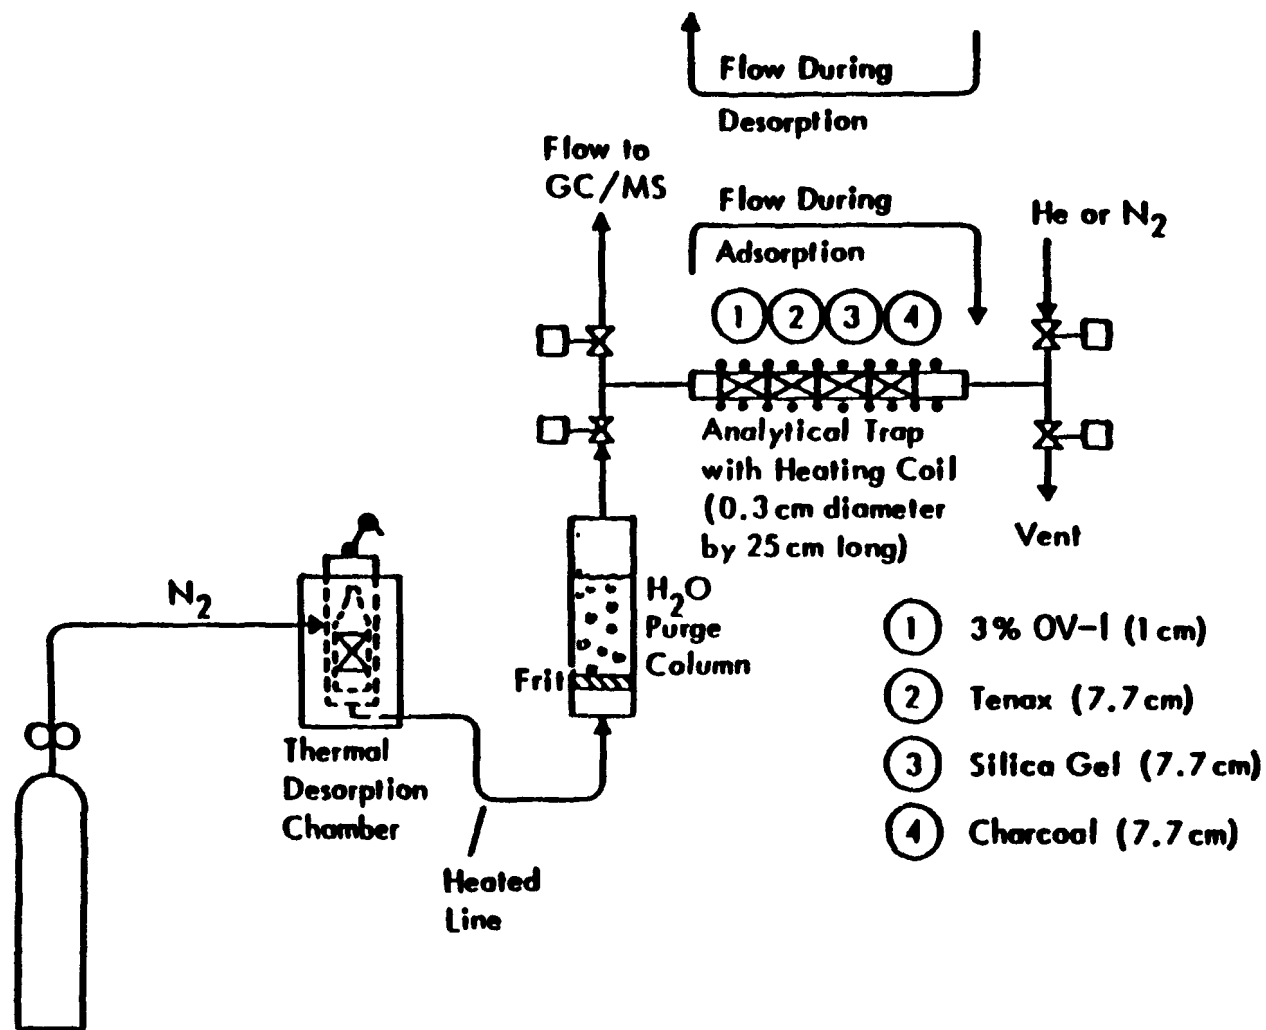 Flow During
Desorption
Flow to
GC/MS
Flow During
Adsorption
He or N2
1 2 3 4
Analytical Trap
with Heating Coil
(0.3 cm diameter
by 25 cm long)
Vent
N2
H2O
Purge
Column
Frit
Thermal
Desorption
Chamber
Heated
Line
1 3% OV-1 (1 cm)
2 Tenax (7.7 cm)
3 Silica Gel (7.7 cm)
4 Charcoal (7.7 cm)